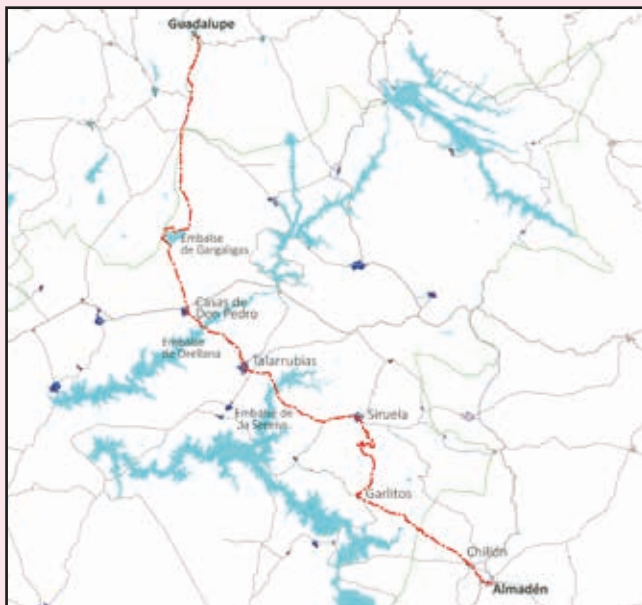 Guadalupe
Embalse
de Gargaligas
Casas de
Don Pedro
Embalse
de Orellana
Talarrubias
Embalse de
la Serena
Siruela
Garlitos
Chillón
Almadén